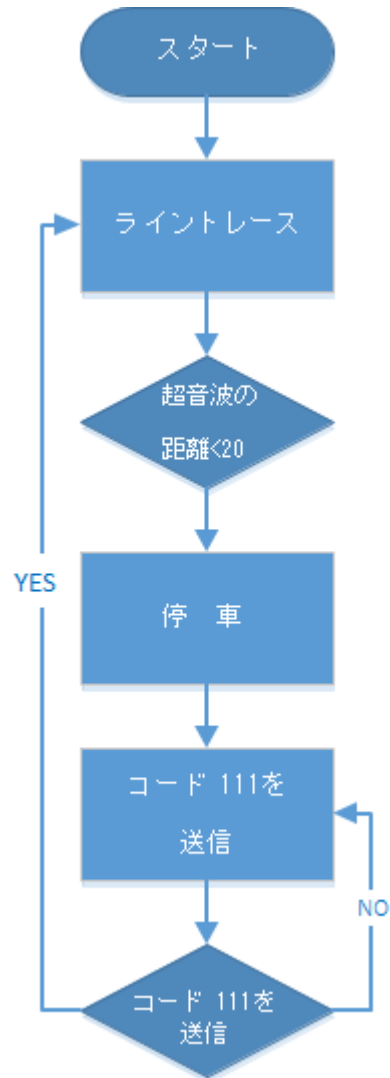 スタート
ライントレース
超音波の
距離<20
YES
停 車
コード 111を
送信
NO
コード 111を
送信